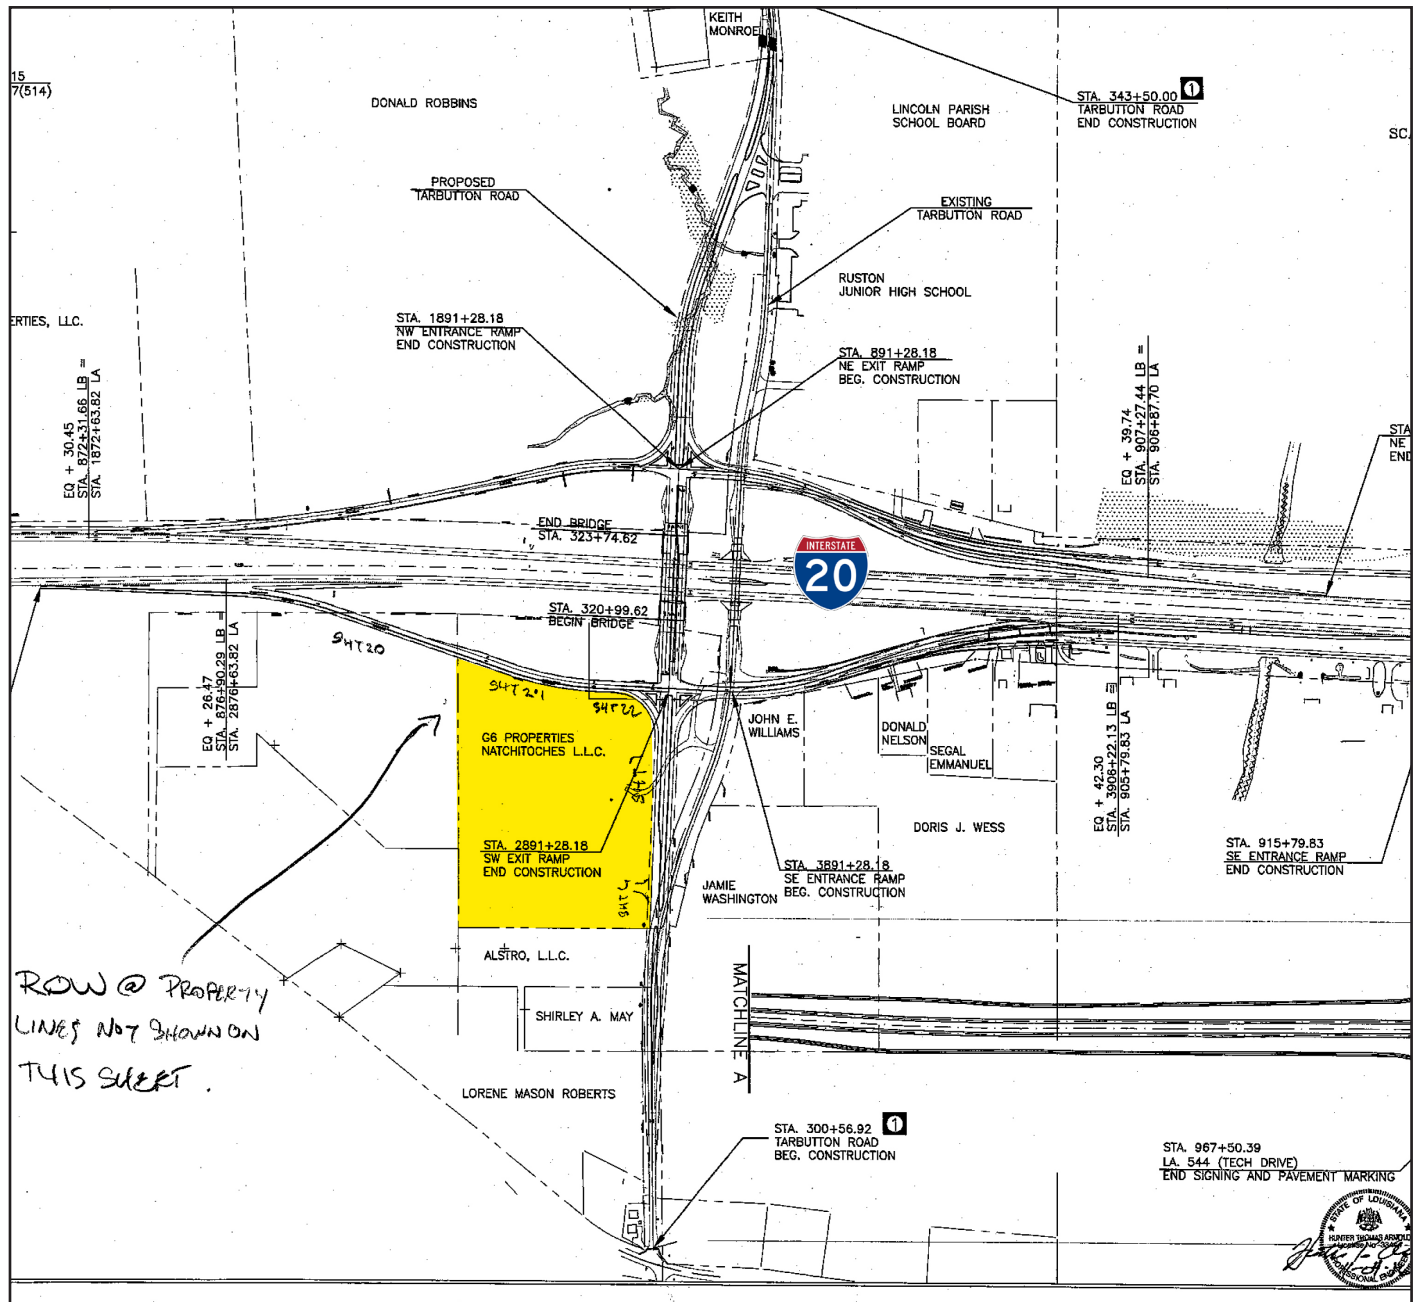 KEITH
MONROE
15
7(514)
DONALD ROBBINS
LINCOLN PARISH
SCHOOL BOARD
STA. 343+50.00 1
TARBUTTON ROAD
END CONSTRUCTION
SC
PROPOSED
TARBUTTON ROAD
EXISTING
TARBUTTON ROAD
RUSTON
JUNIOR HIGH SCHOOL
ERTIES, LLC.
STA. 1891+28.18
NW ENTRANCE RAMP
END CONSTRUCTION
STA. 891+28.18
NE EXIT RAMP
BEG. CONSTRUCTION
EQ + 30.45
STA. 872+31.66 LB =
STA. 1872+63.82 LA
EQ + 39.74
STA. 907+27.44 LB =
STA. 906+87.70 LA
STA
NE
END
END BRIDGE
STA. 323+74.62
INTERSTATE
20
STA. 320+99.62
BEGIN BRIDGE
SHT 20
EQ + 26.47
STA. 876+90.29 LB =
STA. 2876+63.82 LA
SHT 21
SHT 22
G6 PROPERTIES
NATCHITOCHES L.L.C.
JOHN E.
WILLIAMS
DONALD
NELSON
SEGAL
EMMANUEL
EQ + 42.30
STA. 3906+22.13 LB =
STA. 905+79.83 LA
DORIS J. WESS
STA. 2891+28.18
SW EXIT RAMP
END CONSTRUCTION
STA. 3891+28.18
SE ENTRANCE RAMP
BEG. CONSTRUCTION
STA. 915+79.83
SE ENTRANCE RAMP
END CONSTRUCTION
JAMIE
WASHINGTON
ALSTRO, L.L.C.
ROW @ PROPERTY
LINES NOT SHOWN ON
THIS SHEET.
SHIRLEY A. MAY
MATCHLINE A
LORENE MASON ROBERTS
STA. 300+56.92 1
TARBUTTON ROAD
BEG. CONSTRUCTION
STA. 967+50.39
LA. 544 (TECH DRIVE)
END SIGNING AND PAVEMENT MARKING
STATE OF LOUISIANA
HUNTER THOMAS ARNOLD
PROFESSIONAL ENGINEER